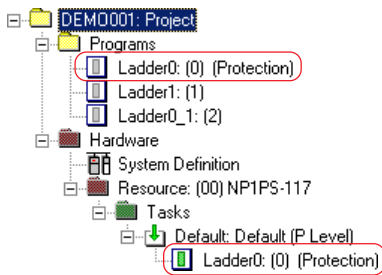 DEMO001: Project
Programs
Ladder0: (0) (Protection)
Ladder1: (1)
Ladder0_1: (2)
Hardware
System Definition
Resource: (00) NP1PS-117
Tasks
Default: Default (P Level)
Ladder0: (0) (Protection)